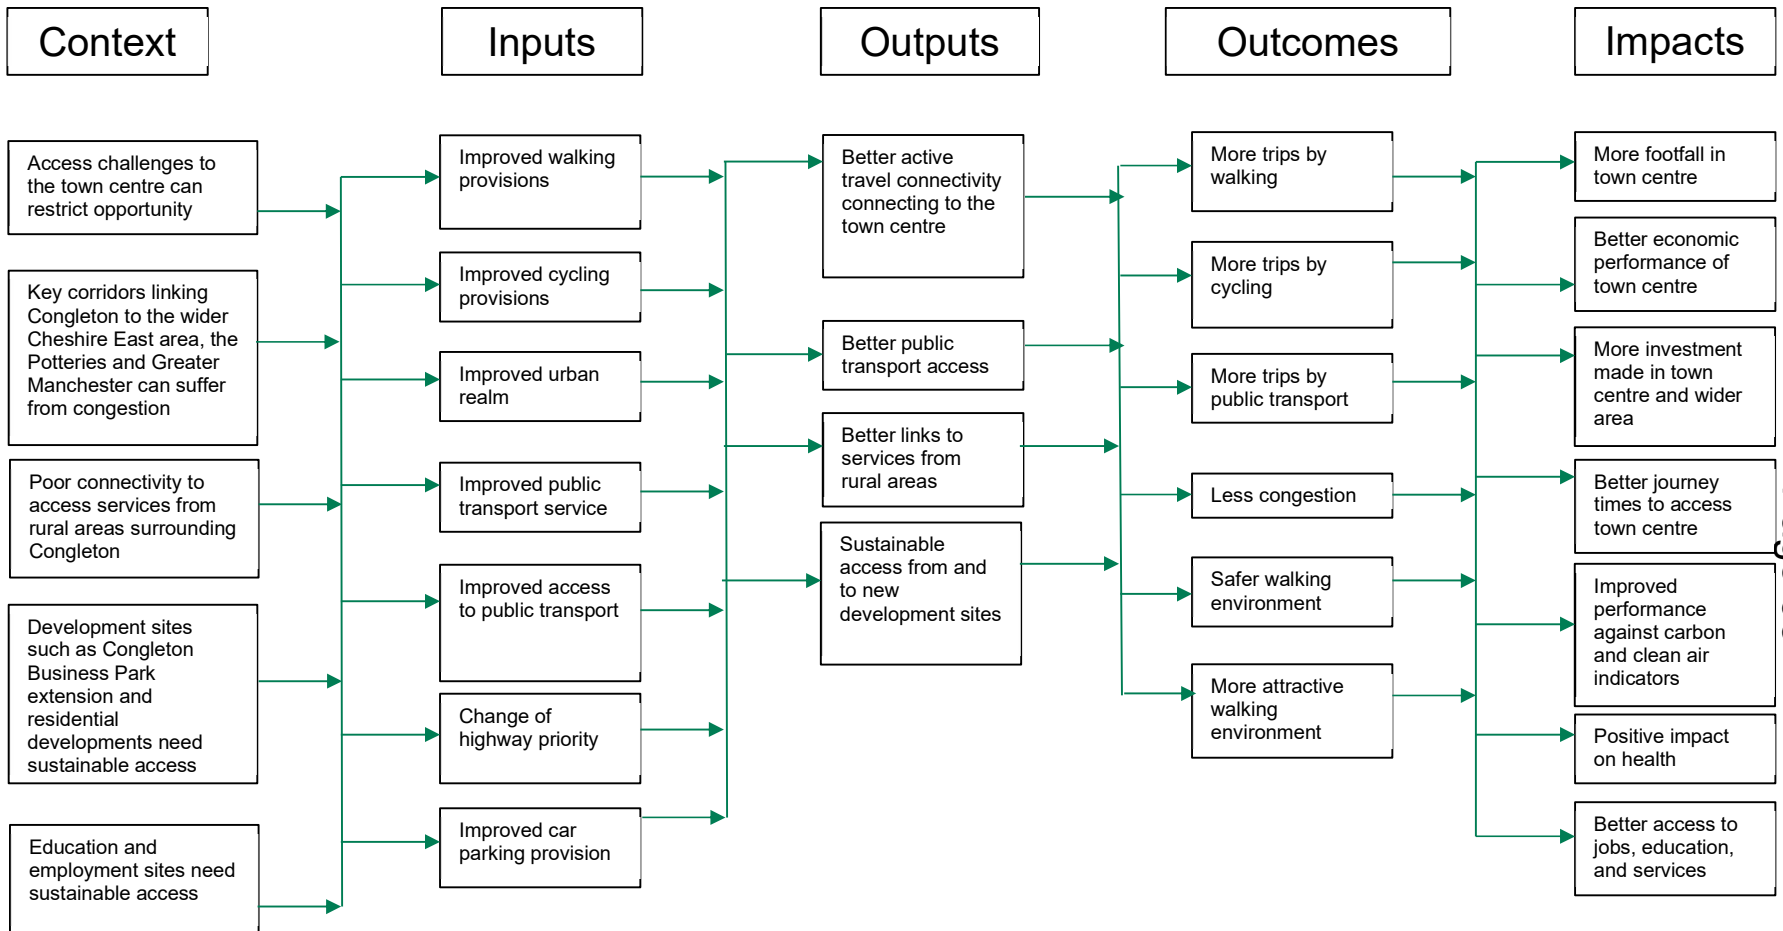 Context
Inputs
Outputs
Outcomes
Impacts
Access challenges to
the town centre can
restrict opportunity
Key corridors linking
Congleton to the wider
Cheshire East area, the
Potteries and Greater
Manchester can suffer
from congestion
Poor connectivity to
access services from
rural areas surrounding
Congleton
Development sites
such as Congleton
Business Park
extension and
residential
developments need
sustainable access
Education and
employment sites need
sustainable access
Improved walking
provisions
Improved cycling
provisions
Improved urban
realm
Improved public
transport service
Improved access
to public transport
Change of
highway priority
Improved car
parking provision
Better active
travel connectivity
connecting to the
town centre
Better public
transport access
Better links to
services from
rural areas
Sustainable
access from and
to new
development sites
More trips by
walking
More trips by
cycling
More trips by
public transport
Less congestion
Safer walking
environment
More attractive
walking
environment
More footfall in
town centre
Better economic
performance of
town centre
More investment
made in town
centre and wider
area
Better journey
times to access
town centre
Improved
performance
against carbon
and clean air
indicators
Positive impact
on health
Better access to
jobs, education,
and services